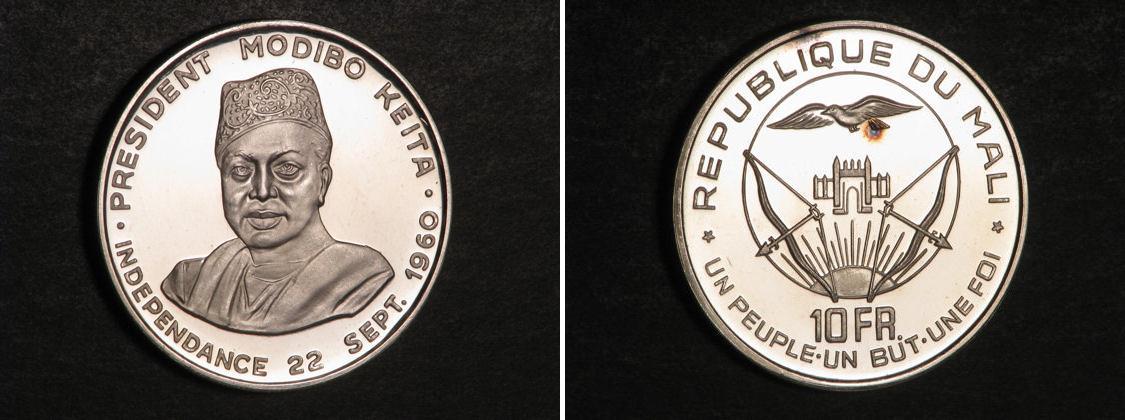 · PRESIDENT MODIBO KEITA ·
INDEPENDANCE 22 SEPT. 1960
REPUBLIQUE DU MALI
10 FR.
UN PEUPLE·UN BUT·UNE FOI